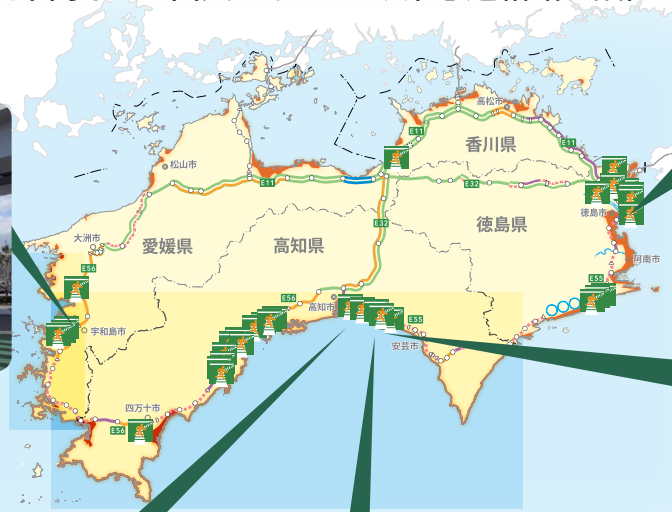 高松市
E11
香川県
E11
E11
E32
松山市
徳島市
徳島県
E32
大洲市
愛媛県
高知県
阿南市
E56
E55
E56
高知市
E55
宇和島市
安芸市
四万十市
E56